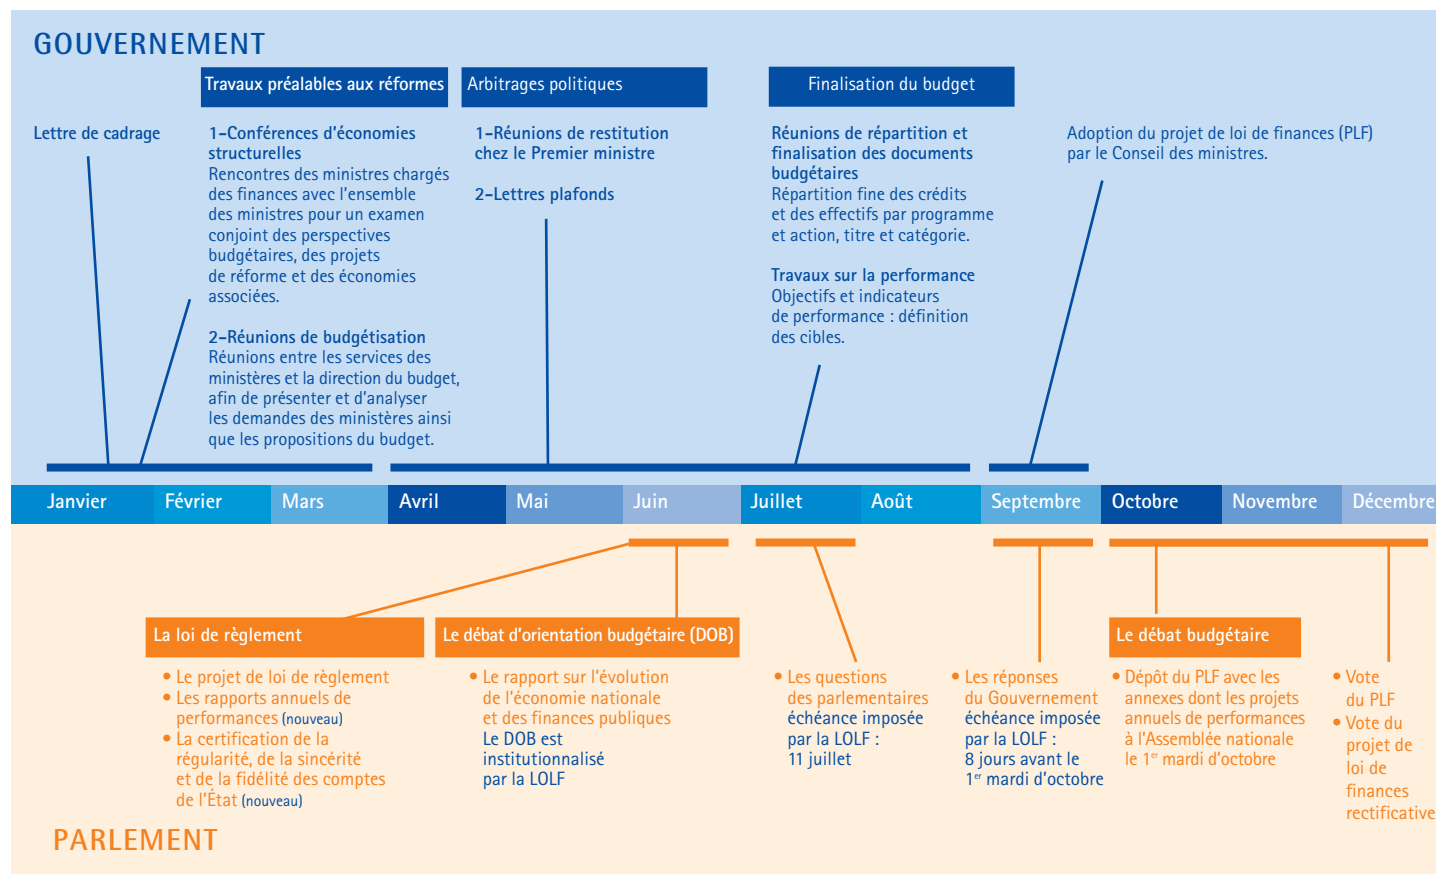 GOUVERNEMENT
Travaux préalables aux réformes
Arbitrages politiques
Finalisation du budget
Lettre de cadrage
1-Conférences d'économies
structurelles
Rencontres des ministres chargés
des finances avec l'ensemble
des ministres pour un examen
conjoint des perspectives
budgétaires, des projets
de réforme et des économies
associées.
2-Réunions de budgétisation
Réunions entre les services des
ministères et la direction du budget,
afin de présenter et d'analyser
les demandes des ministères ainsi
que les propositions du budget.
1-Réunions de restitution
chez le Premier ministre
2-Lettres plafonds
Réunions de répartition et
finalisation des documents
budgétaires
Répartition fine des crédits
et des effectifs par programme
et action, titre et catégorie.
Travaux sur la performance
Objectifs et indicateurs
de performance : définition
des cibles.
Adoption du projet de loi de finances (PLF)
par le Conseil des ministres.
Janvier Février Mars Avril Mai Juin Juillet Août Septembre Octobre Novembre Décembre
La loi de règlement
• Le projet de loi de règlement
• Les rapports annuels de
performances (nouveau)
• La certification de la
régularité, de la sincérité
et de la fidélité des comptes
de l'État (nouveau)
Le débat d'orientation budgétaire (DOB)
• Le rapport sur l'évolution
de l'économie nationale
et des finances publiques
Le DOB est
institutionnalisé
par la LOLF
• Les questions
des parlementaires
échéance imposée
par la LOLF :
11 juillet
• Les réponses
du Gouvernement
échéance imposée
par la LOLF :
8 jours avant le
1er mardi d'octobre
Le débat budgétaire
• Dépôt du PLF avec les
annexes dont les projets
annuels de performances
à l'Assemblée nationale
le 1er mardi d'octobre
• Vote
du PLF
• Vote du
projet de
loi de
finances
rectificative
PARLEMENT